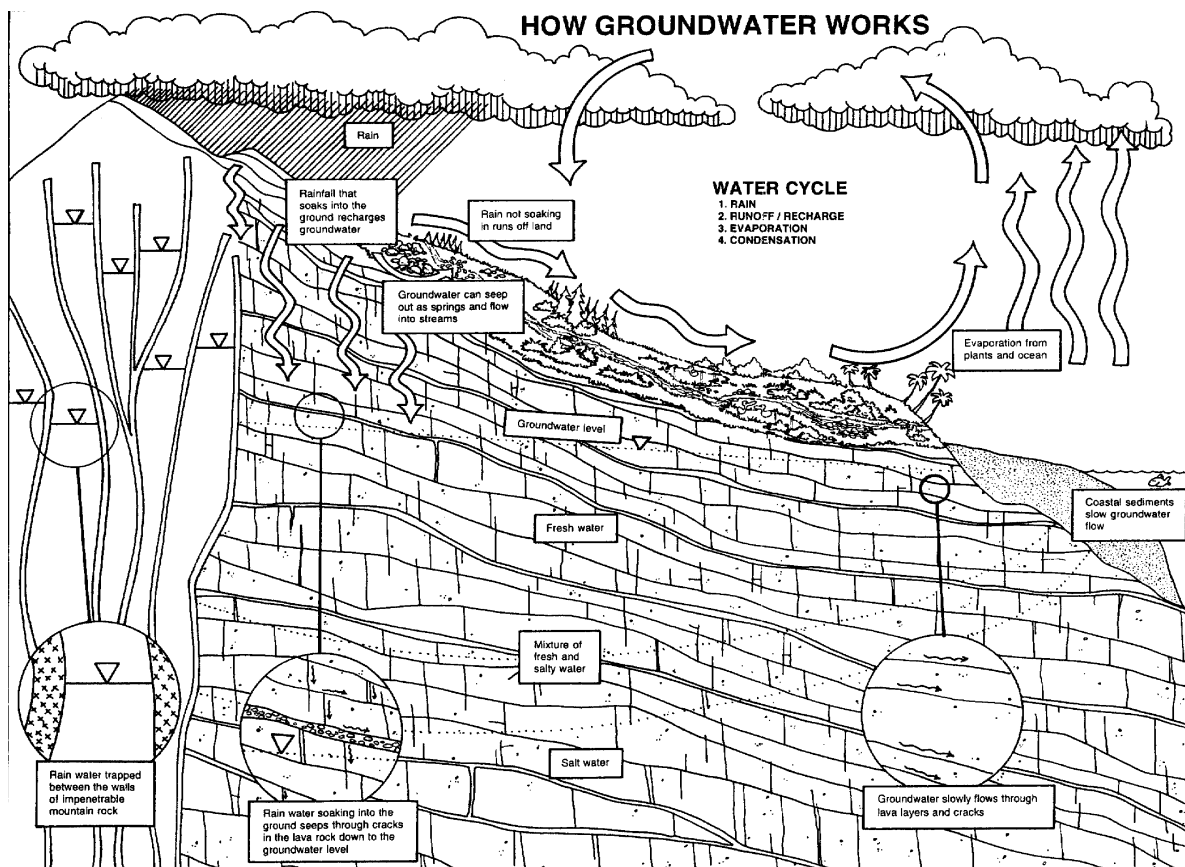 HOW GROUNDWATER WORKS
Rain
Rainfall that
soaks into the
ground recharges
groundwater
Rain not soaking
in runs off land
WATER CYCLE
1. RAIN
2. RUNOFF / RECHARGE
3. EVAPORATION
4. CONDENSATION
Groundwater can seep
out as springs and flow
into streams
Evaporation from
plants and ocean
Groundwater level
Coastal sediments
slow groundwater
flow
Fresh water
Mixture of
fresh and
salty water
Salt water
Rain water trapped
between the walls
of impenetrable
mountain rock
Rain water soaking into the
ground seeps through cracks
in the lava rock down to the
groundwater level
Groundwater slowly flows through
lava layers and cracks